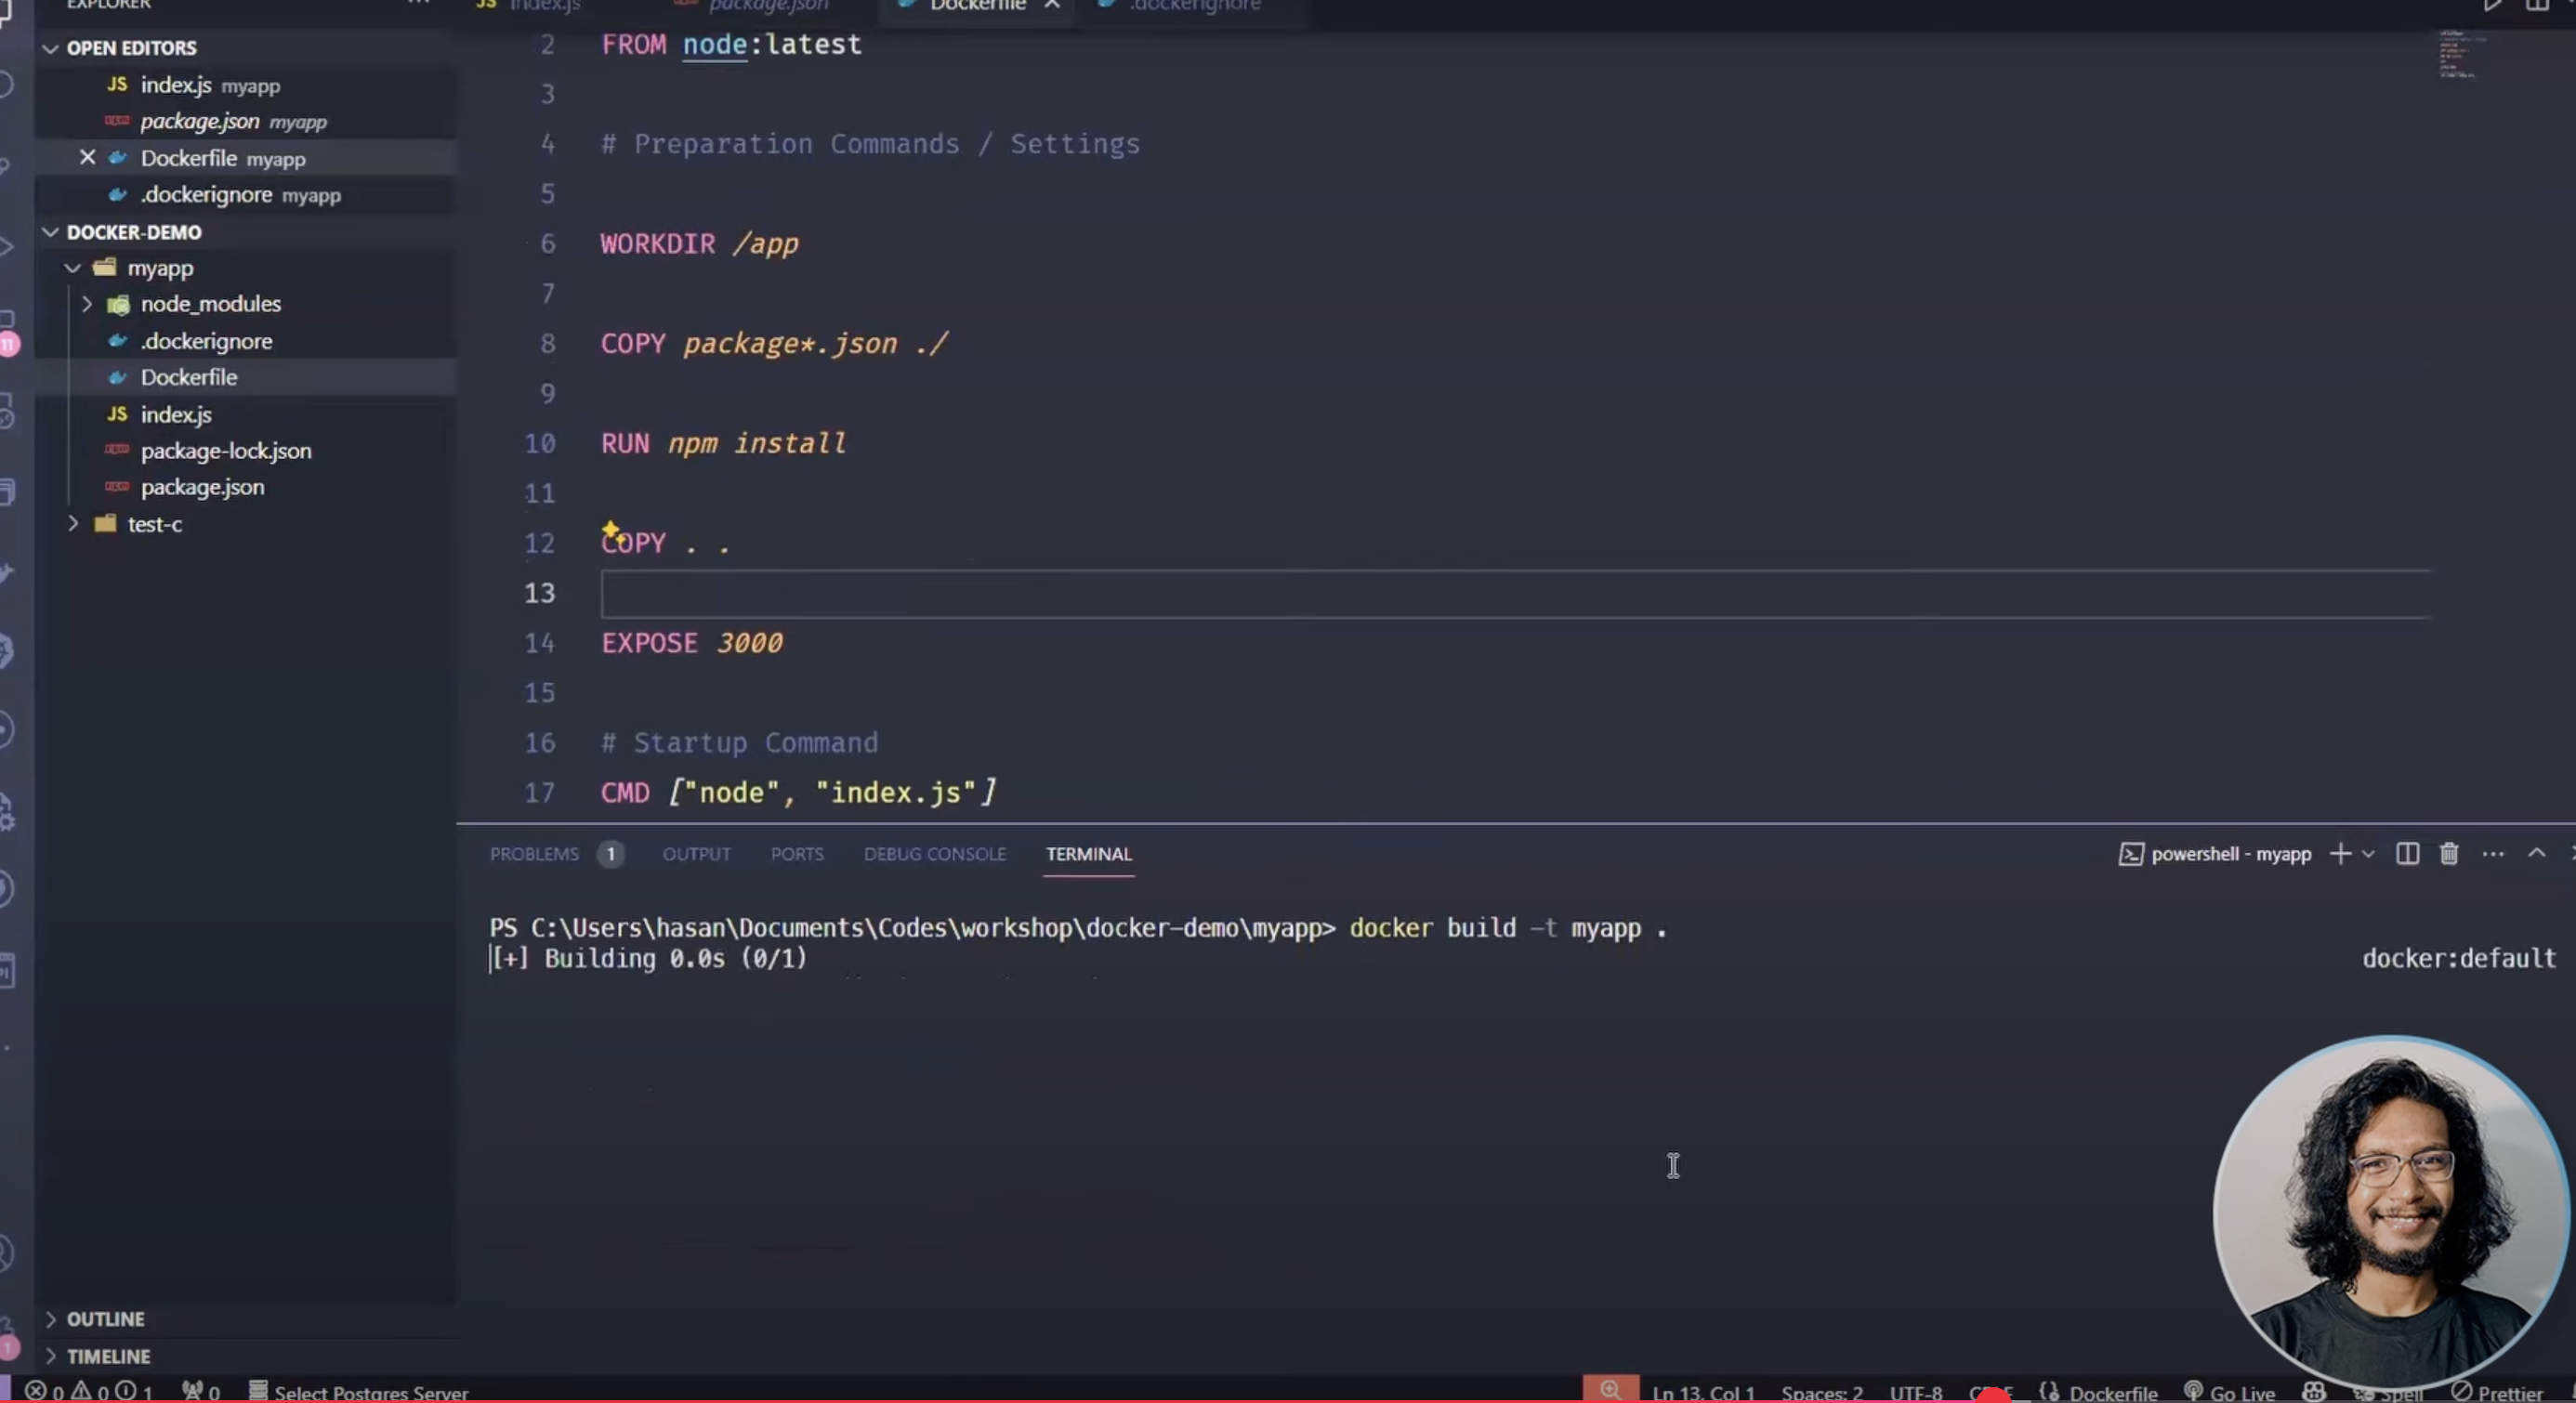 EXPLORER
index.js
package.json
Dockerfile
.dockerignore
OPEN EDITORS
JS index.js myapp
package.json myapp
Dockerfile myapp
.dockerignore myapp
DOCKER-DEMO
myapp
node_modules
.dockerignore
Dockerfile
JS index.js
package-lock.json
package.json
test-c
OUTLINE
TIMELINE
11
1
2 FROM node:latest
3
4 # Preparation Commands / Settings
5
6 WORKDIR /app
7
8 COPY package*.json ./
9
10 RUN npm install
11
12 COPY . .
13
14 EXPOSE 3000
15
16 # Startup Command
17 CMD ["node", "index.js"]
PROBLEMS 1 OUTPUT PORTS DEBUG CONSOLE TERMINAL
powershell - myapp
PS C:\Users\hasan\Documents\Codes\workshop\docker-demo\myapp> docker build -t myapp .
[+] Building 0.0s (0/1) docker:default
0 0 1 0 Select Postgres Server Ln 13, Col 1 Spaces: 2 UTF-8 Dockerfile Go Live Spell Prettier